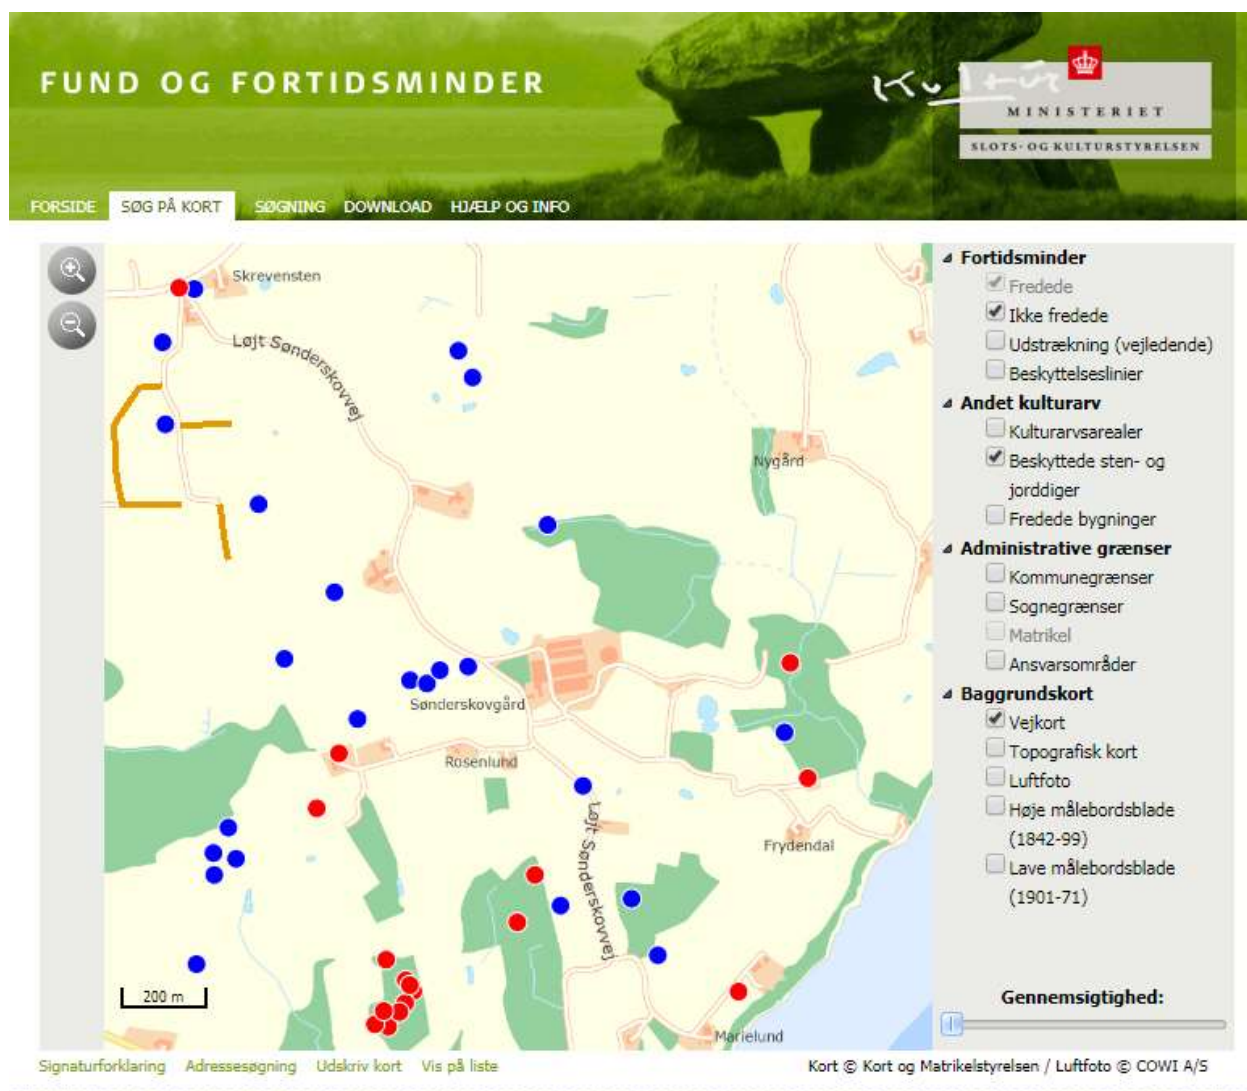 FUND OG FORTIDSMINDER
Kultur
MINISTERIET
SLOTS- OG KULTURSTYRELSEN
FORSIDE SØG PÅ KORT SØGNING DOWNLOAD HJÆLP OG INFO
Skrevensten
Løjt Sønderskovvej
Nygård
Sønderskovgård
Rosenlund
Løjt Sønderskovvej
Frydendal
Marielund
200 m
Fortidsminder
Fredede
Ikke fredede
Udstrækning (vejledende)
Beskyttelseslinier
Andet kulturarv
Kulturarvsarealer
Beskyttede sten- og
jorddiger
Fredede bygninger
Administrative grænser
Kommunegrænser
Sognegrænser
Matrikel
Ansvarsområder
Baggrundskort
Vejkort
Topografisk kort
Luftfoto
Høje målebordsblade
(1842-99)
Lave målebordsblade
(1901-71)
Gennemsigtighed:
Signaturforklaring Adressesøgning Udskriv kort Vis på liste
Kort © Kort og Matrikelstyrelsen / Luftfoto © COWI A/S